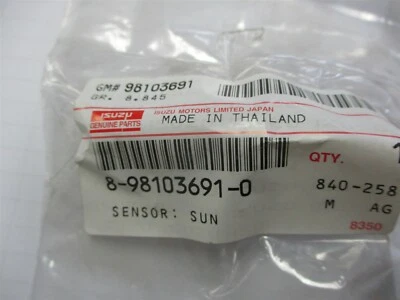 GM# 98103691
GR. 8.845
ISUZU
GENUINE PARTS
ISUZU MOTORS LIMITED JAPAN
MADE IN THAILAND
QTY. 1
8-98103691-0
840-258
SENSOR: SUN
M AG
8350